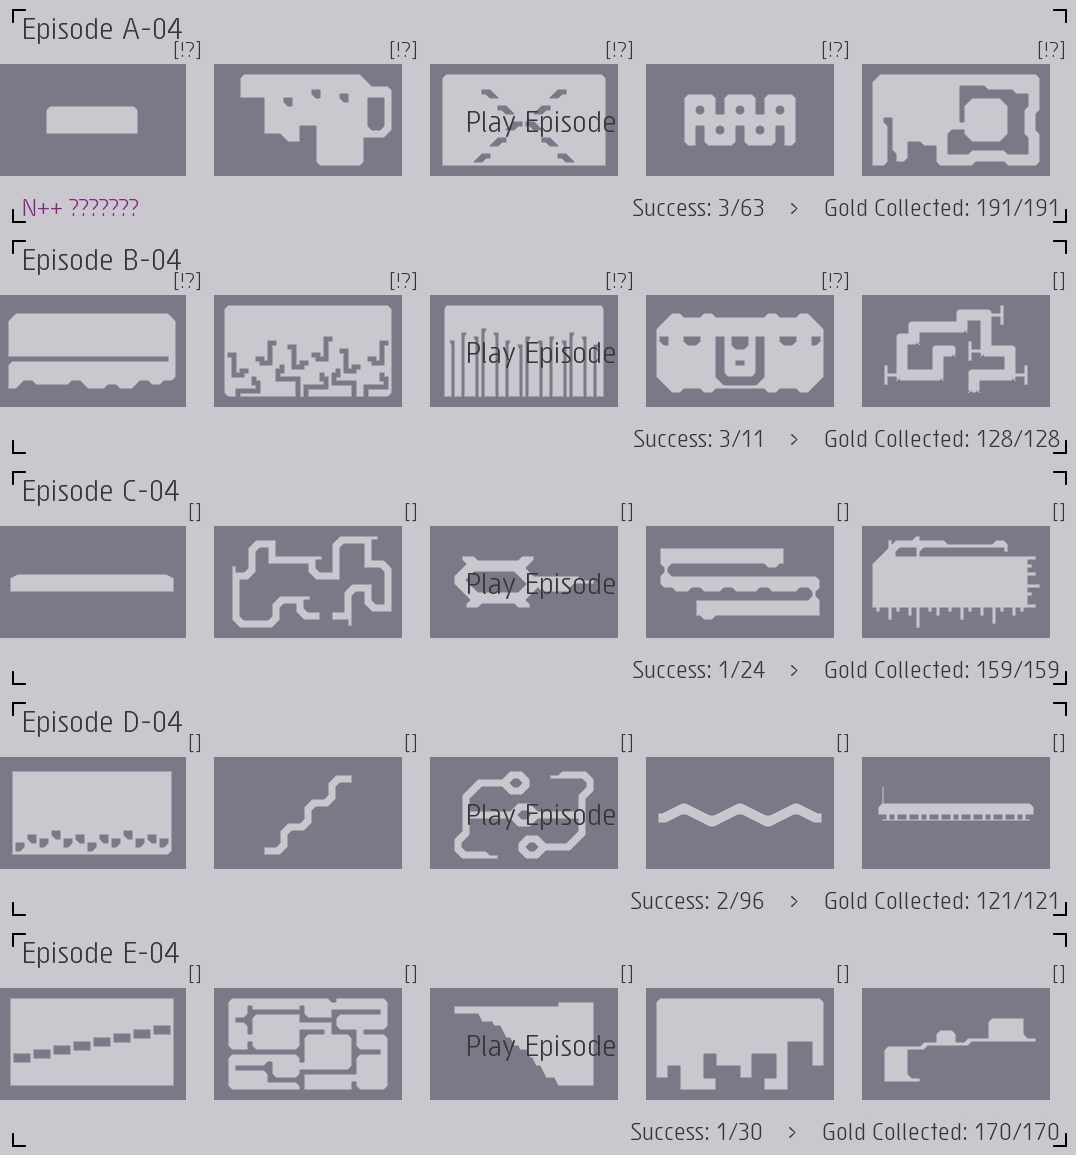 Episode A-04
[!?] [!?] [!?] [!?] [!?]
Play Episode
N++ ??????? Success: 3/63 > Gold Collected: 191/191
Episode B-04
[!?] [!?] [!?] [!?] []
Play Episode
Success: 3/11 > Gold Collected: 128/128
Episode C-04
[] [] [] [] []
Play Episode
Success: 1/24 > Gold Collected: 159/159
Episode D-04
[] [] [] [] []
Play Episode
Success: 2/96 > Gold Collected: 121/121
Episode E-04
[] [] [] [] []
Play Episode
Success: 1/30 > Gold Collected: 170/170